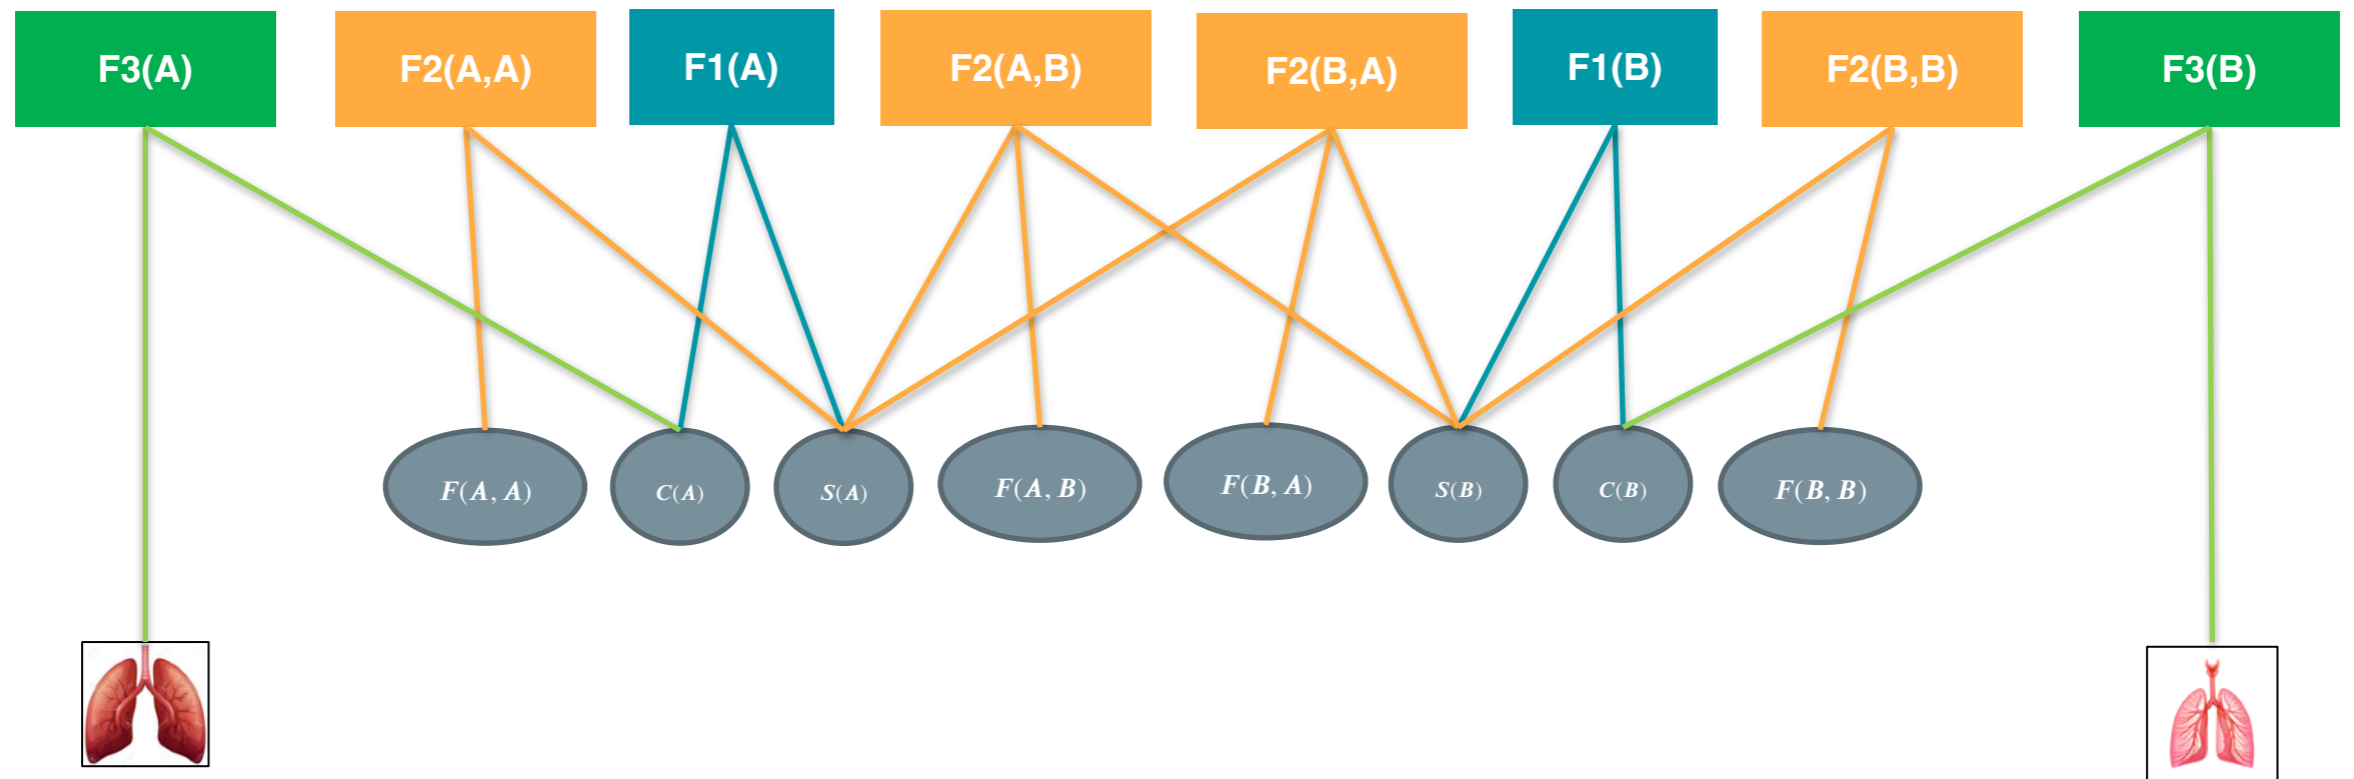 F3(A)
F2(A,A)
F1(A)
F2(A,B)
F2(B,A)
F1(B)
F2(B,B)
F3(B)
F(A, A)
C(A)
S(A)
F(A, B)
F(B, A)
S(B)
C(B)
F(B, B)